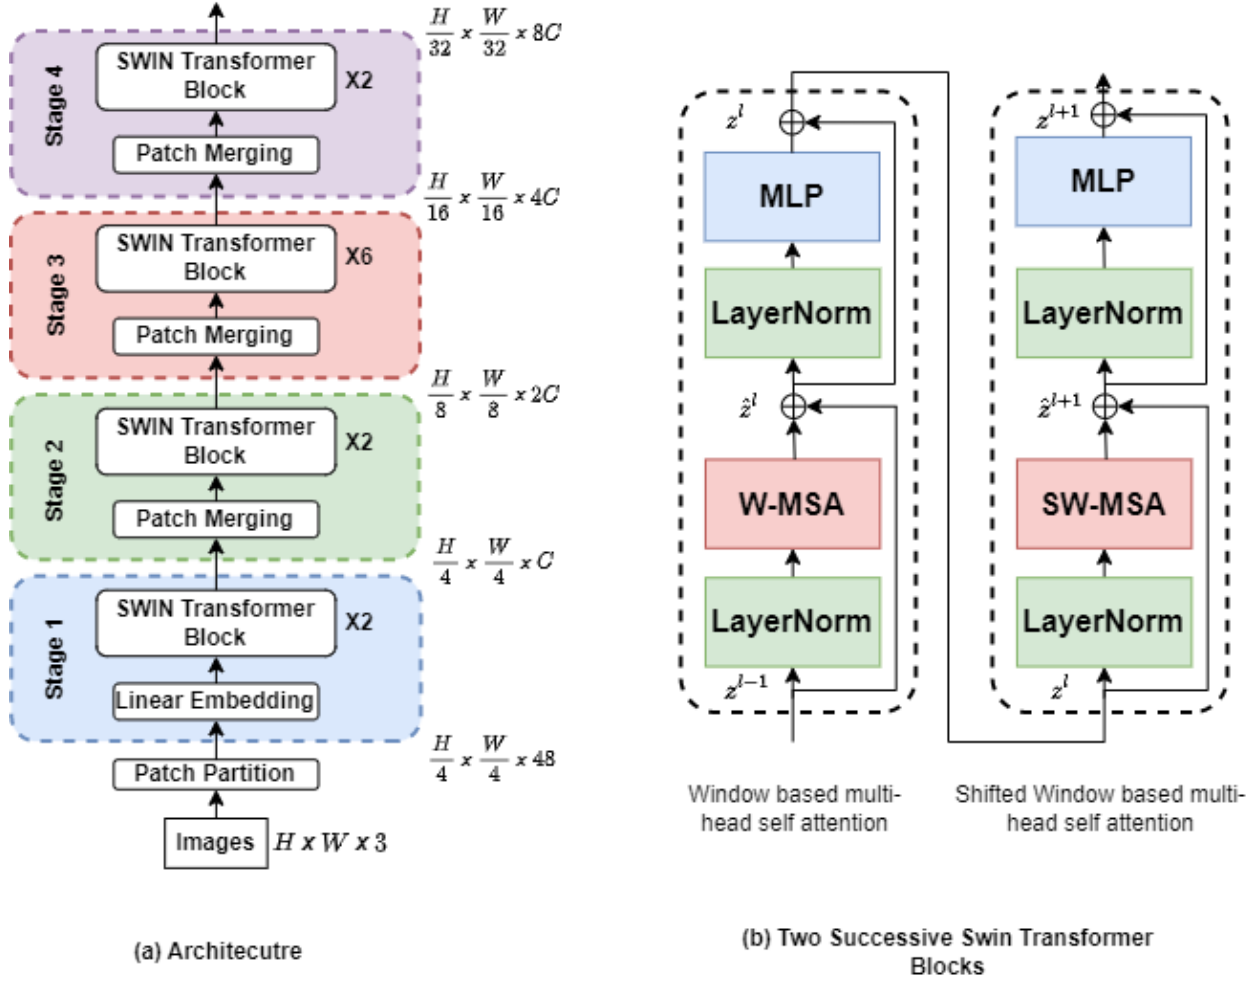 H/32 x W/32 x 8C
Stage 4
SWIN Transformer
Block
X2
Patch Merging
H/16 x W/16 x 4C
Stage 3
SWIN Transformer
Block
X6
Patch Merging
H/8 x W/8 x 2C
Stage 2
SWIN Transformer
Block
X2
Patch Merging
H/4 x W/4 x C
Stage 1
SWIN Transformer
Block
X2
Linear Embedding
H/4 x W/4 x 48
Patch Partition
Images
H x W x 3
(a) Architecutre
z^l
MLP
LayerNorm
ẑ^l
W-MSA
LayerNorm
z^{l-1}
Window based multi-
head self attention
z^{l+1}
MLP
LayerNorm
ẑ^{l+1}
SW-MSA
LayerNorm
z^l
Shifted Window based multi-
head self attention
(b) Two Successive Swin Transformer
Blocks